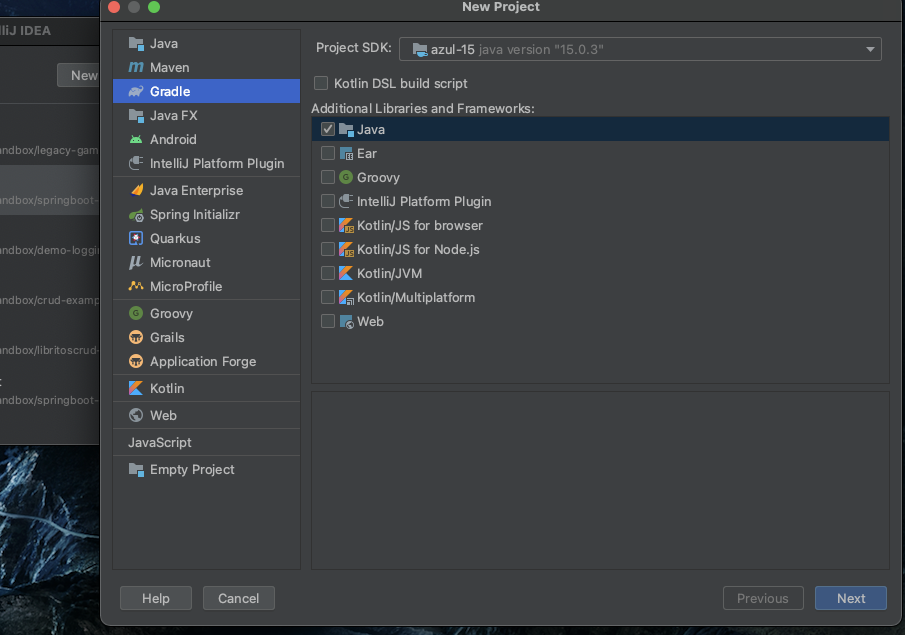 New Project
IDEA
New
Java
Maven
Gradle
Java FX
Android
IntelliJ Platform Plugin
Java Enterprise
Spring Initializr
Quarkus
Micronaut
MicroProfile
Groovy
Grails
Application Forge
Kotlin
Web
JavaScript
Empty Project
Project SDK: azul-15 java version "15.0.3"
Kotlin DSL build script
Additional Libraries and Frameworks:
Java
Ear
Groovy
IntelliJ Platform Plugin
Kotlin/JS for browser
Kotlin/JS for Node.js
Kotlin/JVM
Kotlin/Multiplatform
Web
andbox/legacy-gam
andbox/springboot-
andbox/demo-loggi
andbox/crud-examp
andbox/libritoscrud-
andbox/springboot-
Help
Cancel
Previous
Next